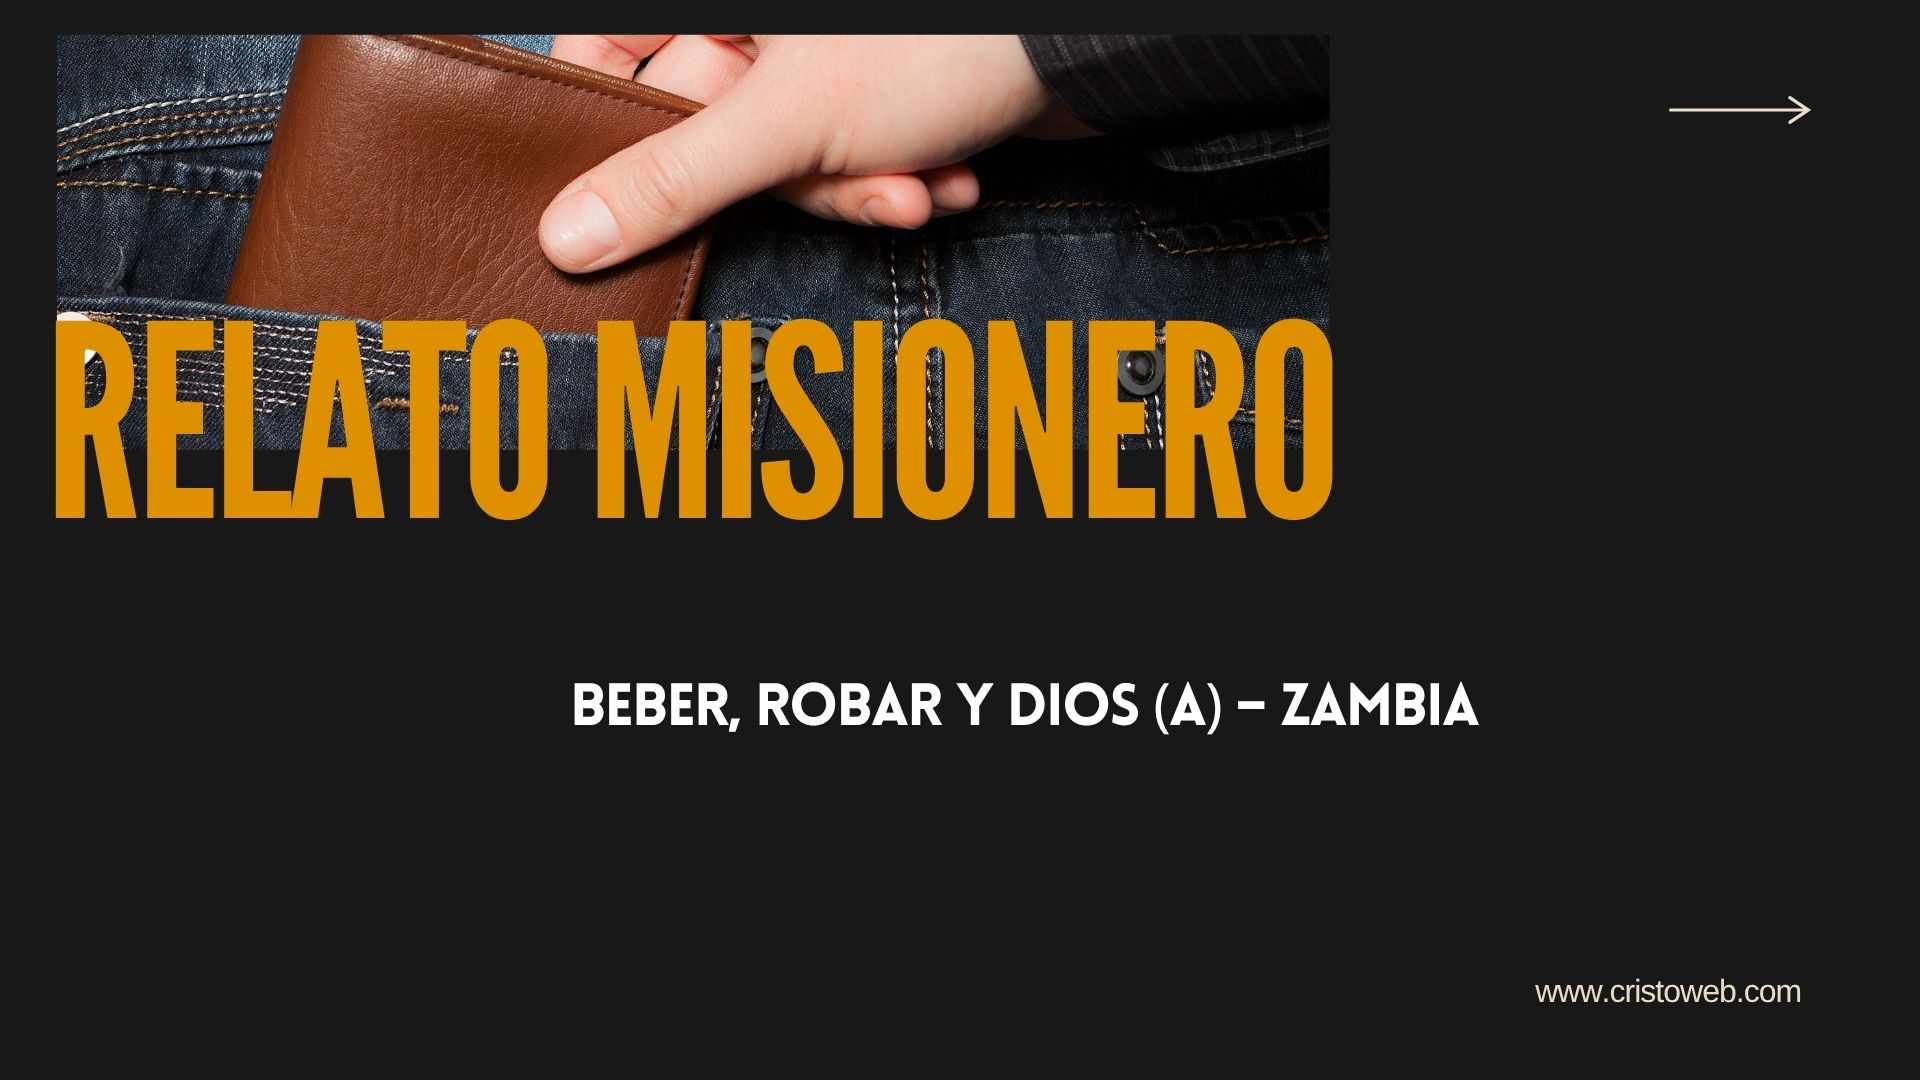 RELATO MISIONERO
BEBER, ROBAR Y DIOS (A) – ZAMBIA
www.cristoweb.com